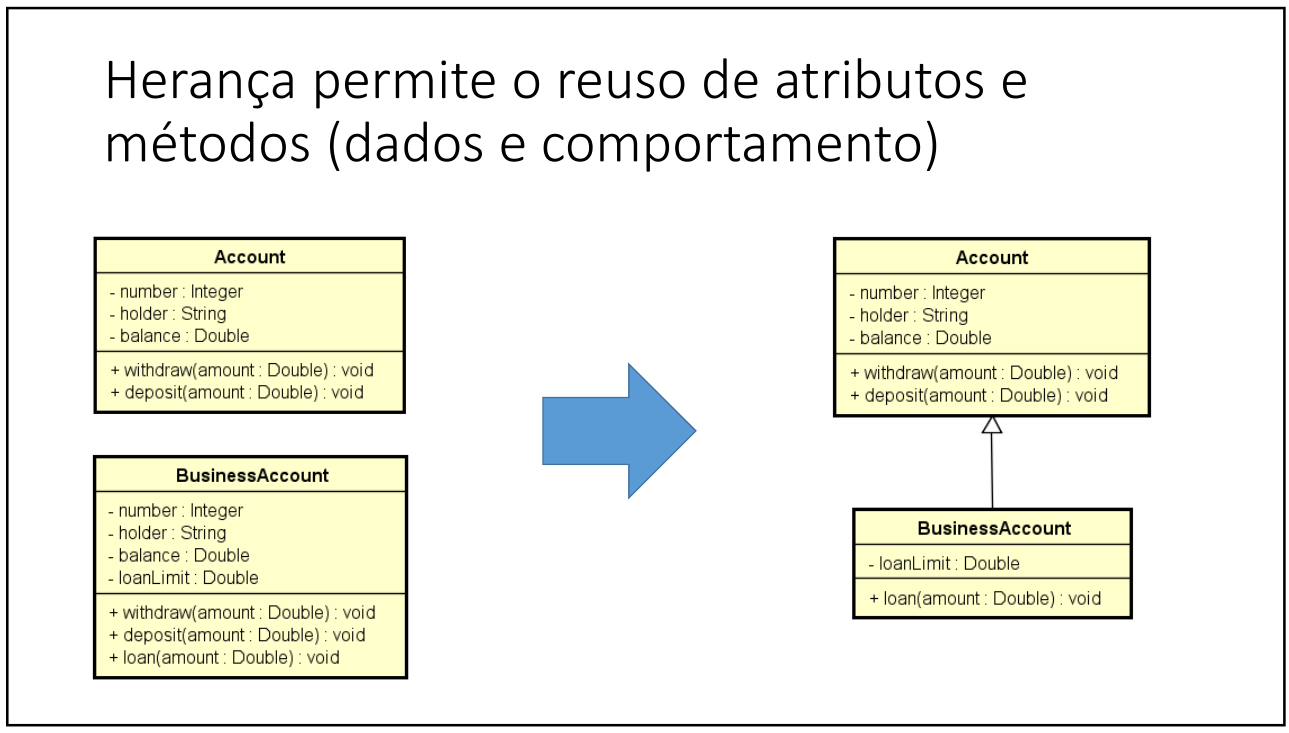 Herança permite o reuso de atributos e
métodos (dados e comportamento)
Account
- number : Integer
- holder : String
- balance : Double
+ withdraw(amount : Double) : void
+ deposit(amount : Double) : void
BusinessAccount
- number : Integer
- holder : String
- balance : Double
- loanLimit : Double
+ withdraw(amount : Double) : void
+ deposit(amount : Double) : void
+ loan(amount : Double) : void
Account
- number : Integer
- holder : String
- balance : Double
+ withdraw(amount : Double) : void
+ deposit(amount : Double) : void
BusinessAccount
- loanLimit : Double
+ loan(amount : Double) : void